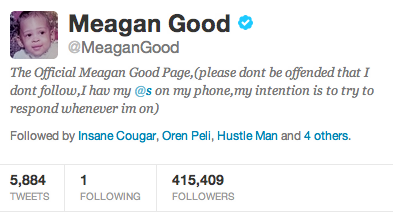 Meagan Good
@MeaganGood
The Official Meagan Good Page,(please dont be offended that I
dont follow,I hav my @s on my phone,my intention is to try to
respond whenever im on)
Followed by Insane Cougar, Oren Peli, Hustle Man and 4 others.
5,884 1 415,409
TWEETS FOLLOWING FOLLOWERS